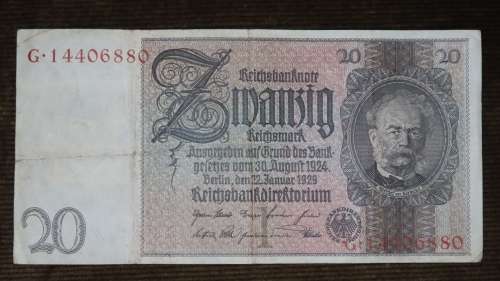 G·14406880
20
20
Reichsbanknote
Zwanzig
Reichsmark
Ausgegeben auf Grund des Bank-
gesetzes vom 30. August 1924.
Berlin, den 22. Januar 1929
Reichsbankdirektorium
20
G·14406880